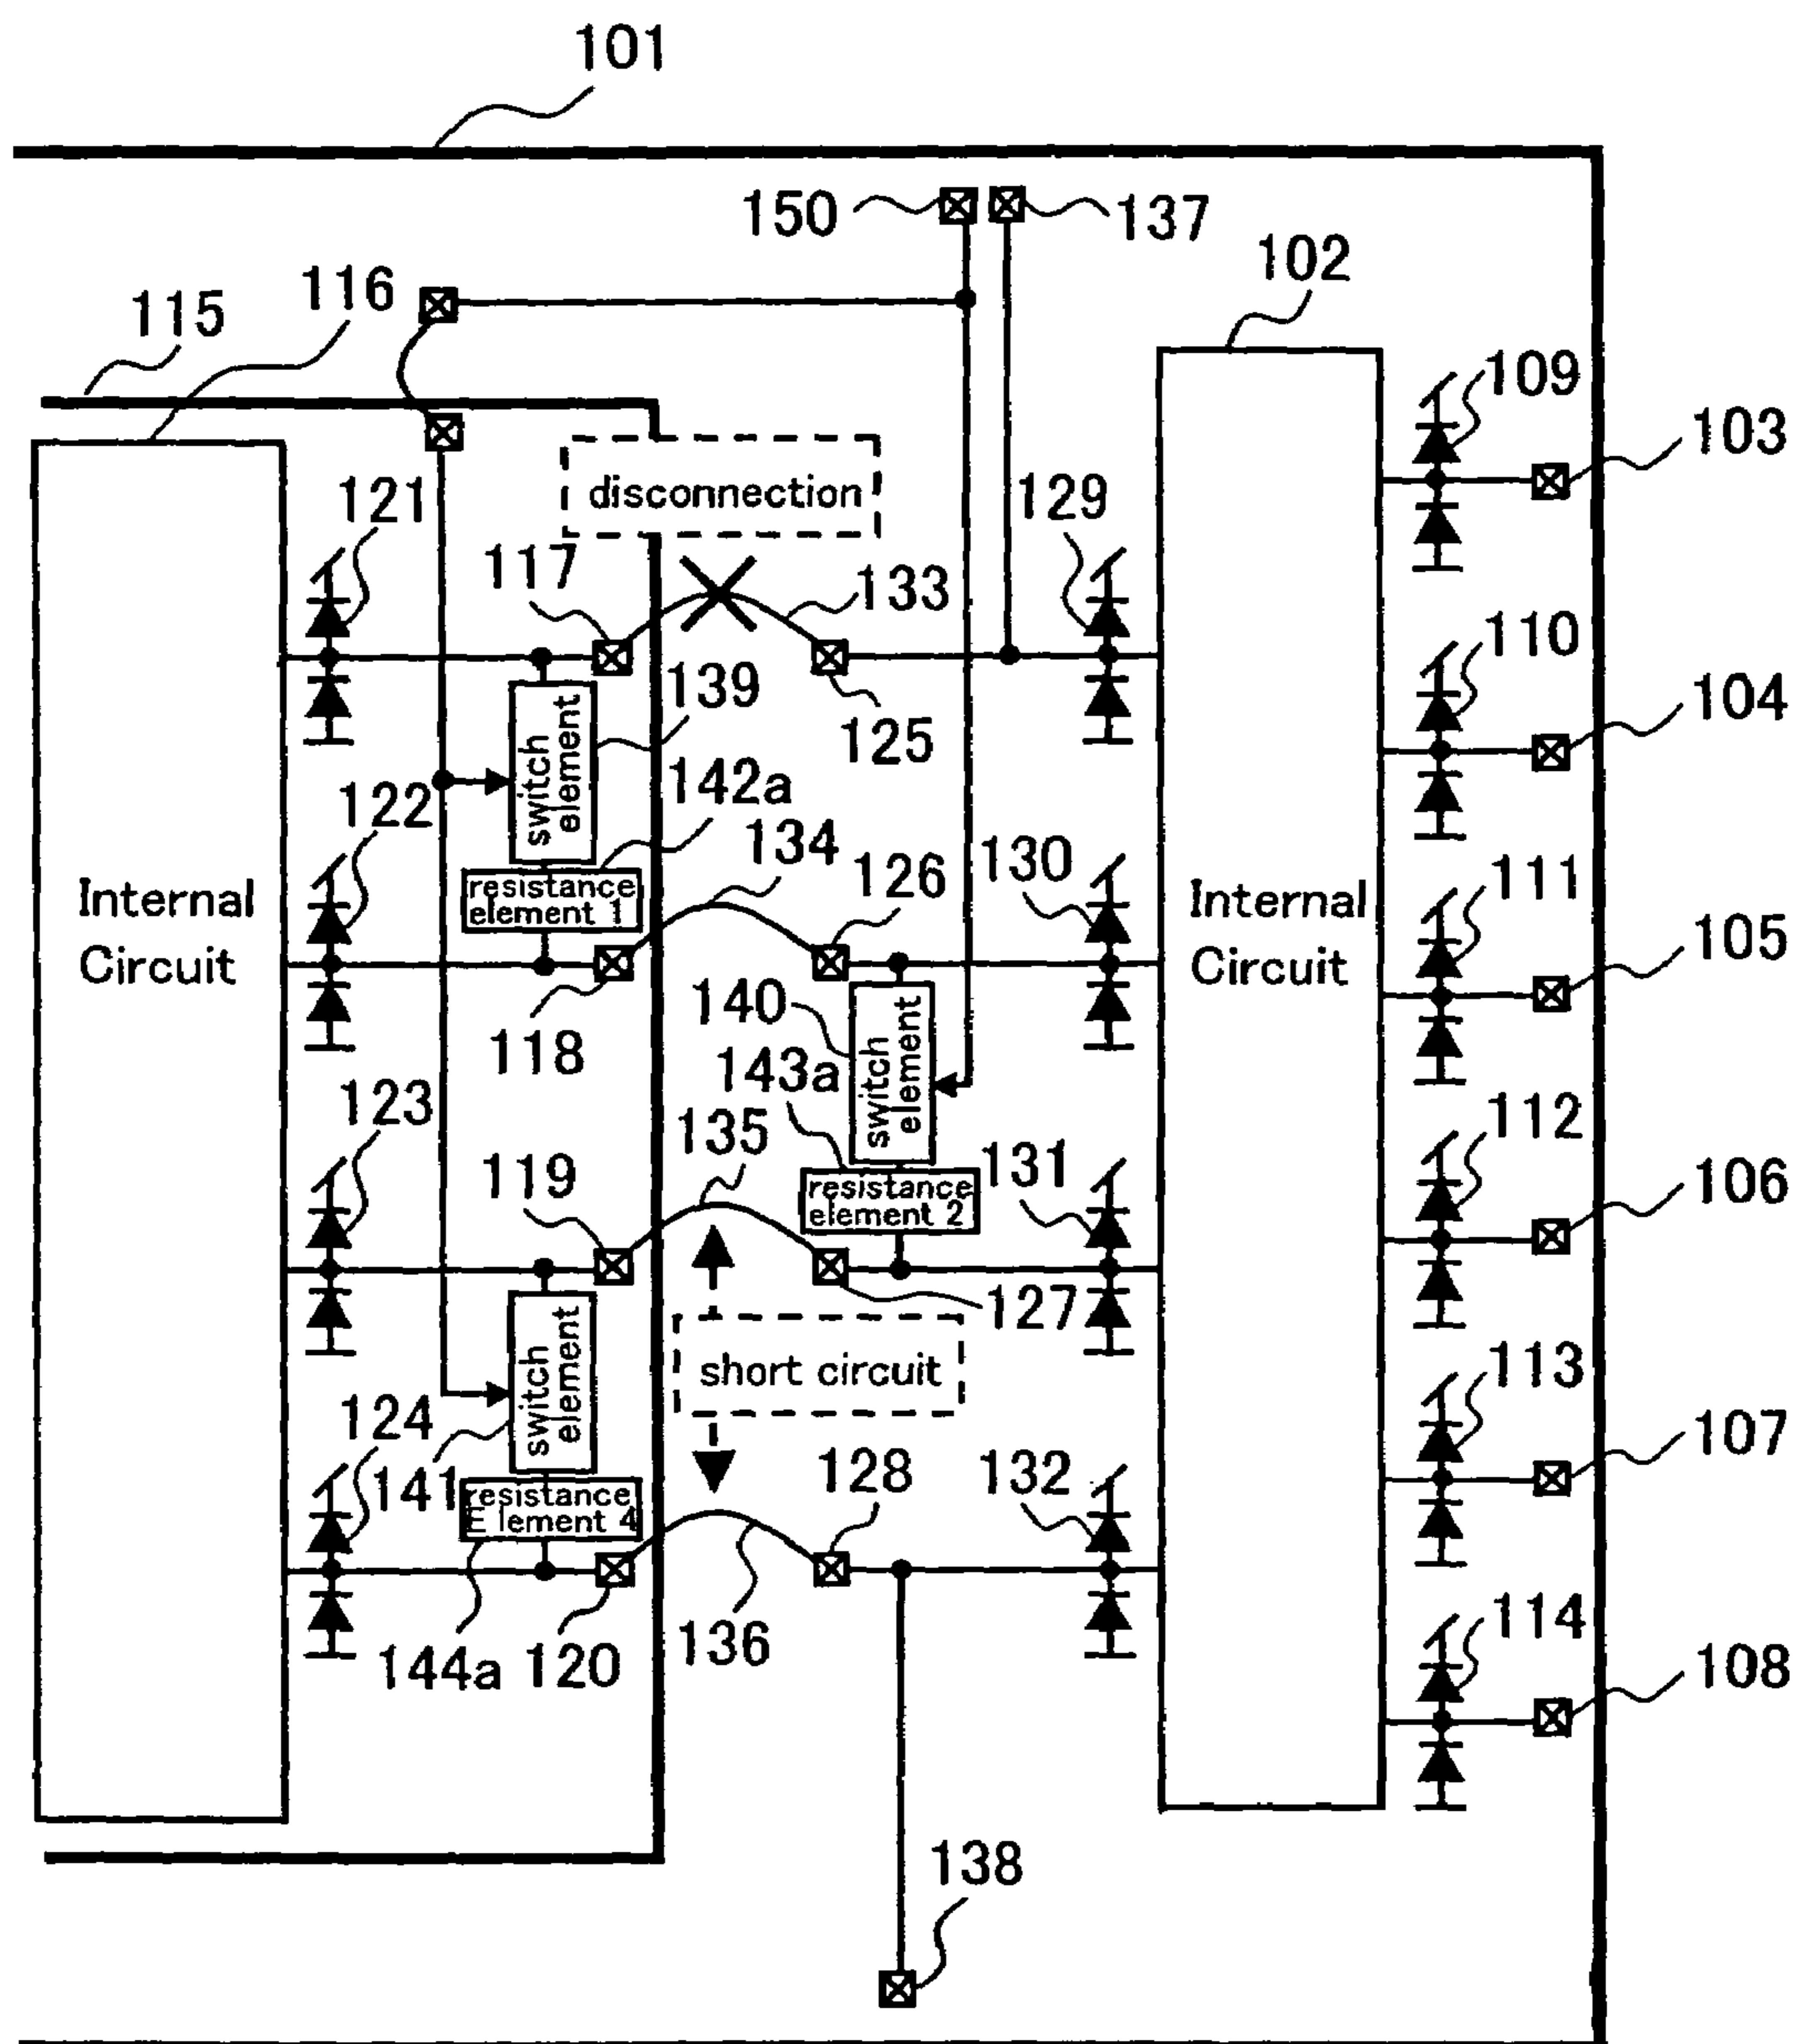 101
150
137
102
116
115
109
103
disconnection
121
129
117
133
110
104
139
125
switch
element
142a
122
134
126
130
111
105
resistance
element 1
Internal
Circuit
Internal
Circuit
118
140
switch
element
143a
123
135
112
119
131
106
resistance
element 2
127
switch
element
short circuit
113
107
124
141
128
132
resistance
E lement 4
144a
120
136
114
108
138